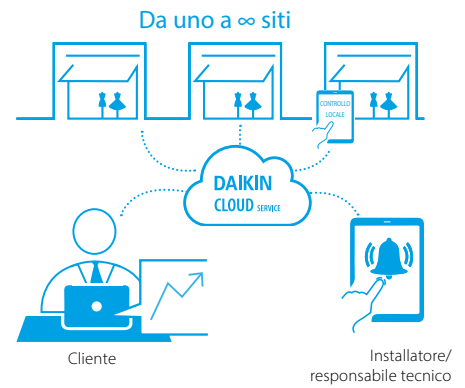 Da uno a ∞ siti
CONTROLLO
LOCALE
DAIKIN
CLOUD SERVICE
Cliente
Installatore/
responsabile tecnico